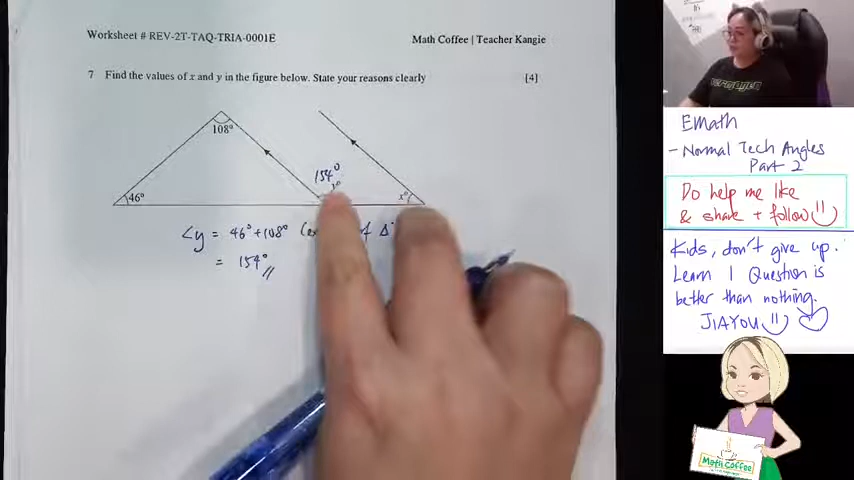 Worksheet # REV-2T-TAQ-TRIA-0001E
Math Coffee | Teacher Kangie
7 Find the values of x and y in the figure below. State your reasons clearly
[4]
108°
154°
46°
x°
∠y = 46° + 108° of Δ
= 154°//
EMath
- Normal Tech Angles
Part 2
Do help me like
& share + follow
Kids, don't give up.
Learn 1 Question is
better than nothing.
JIAYOU
Math Coffee